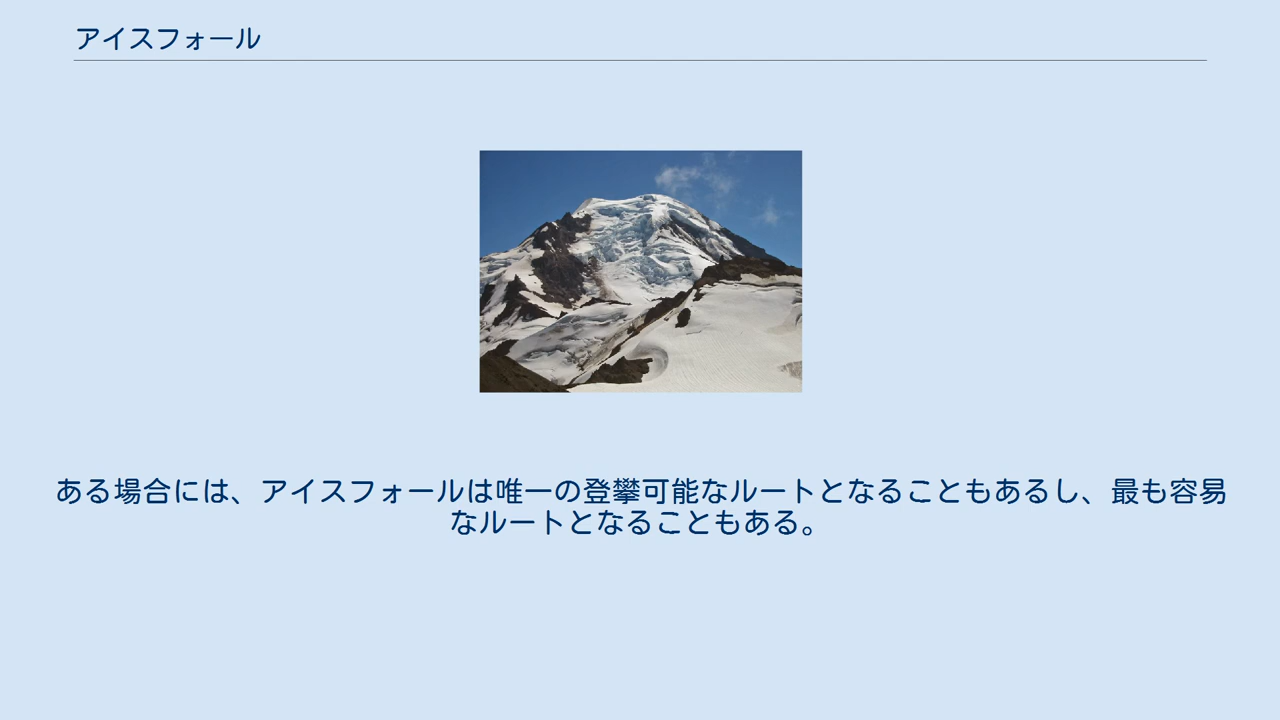 アイスフォール
ある場合には、アイスフォールは唯一の登攀可能なルートとなることもあるし、最も容易
なルートとなることもある。